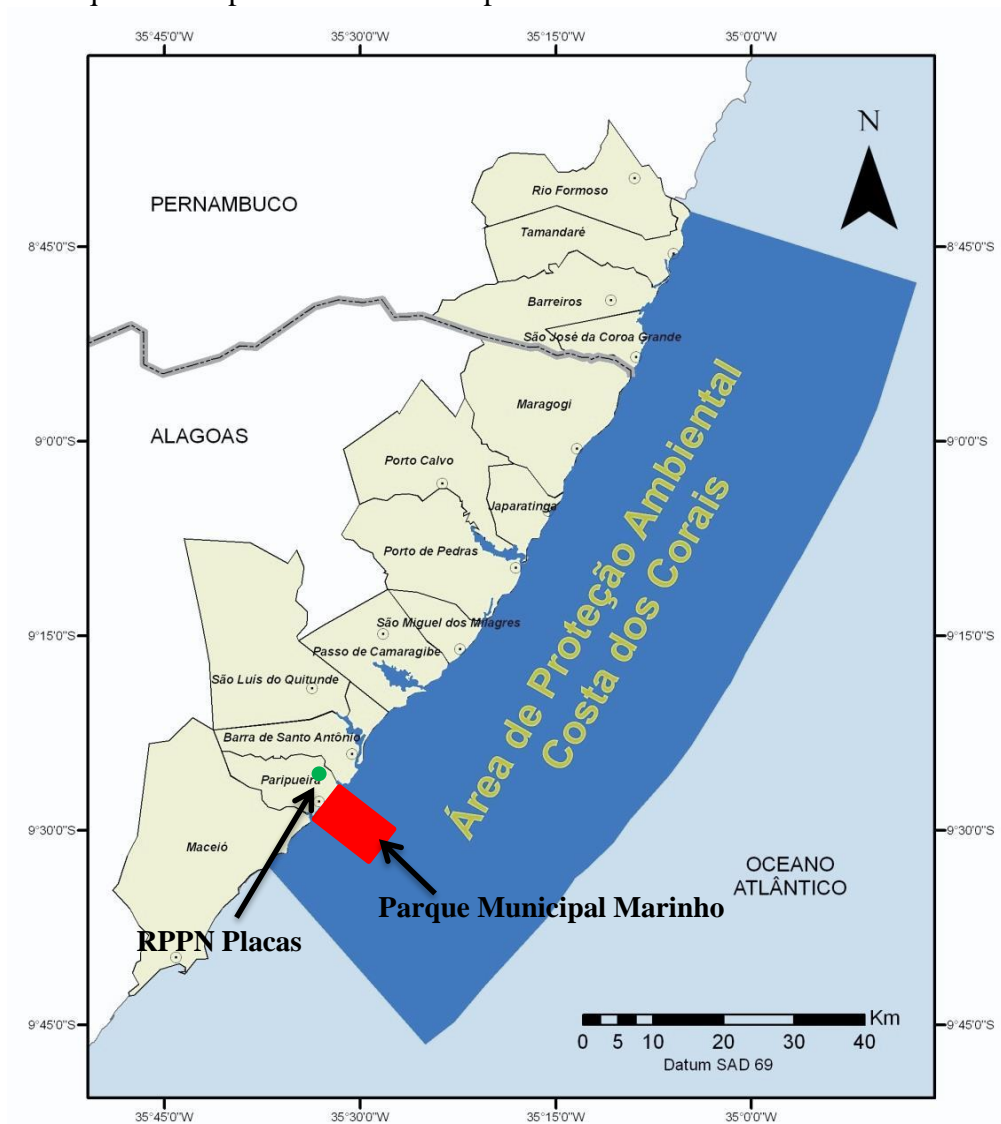 35°45'0"W 35°30'0"W 35°15'0"W 35°0'0"W
N
Rio Formoso
PERNAMBUCO
Tamandaré
8°45'0"S 8°45'0"S
Barreiros
São José da Coroa Grande
Maragogi
ALAGOAS
9°0'0"S 9°0'0"S
Porto Calvo
Japaratinga
Porto de Pedras
Área de Proteção Ambiental
Costa dos Corais
São Miguel dos Milagres
9°15'0"S 9°15'0"S
Passo de Camaragibe
São Luis do Quitunde
Barra de Santo Antônio
Paripueira
9°30'0"S 9°30'0"S
Maceió
OCEANO
ATLÂNTICO
Parque Municipal Marinho
RPPN Placas
9°45'0"S 9°45'0"S
Km
0 5 10 20 30 40
Datum SAD 69
35°45'0"W 35°30'0"W 35°15'0"W 35°0'0"W